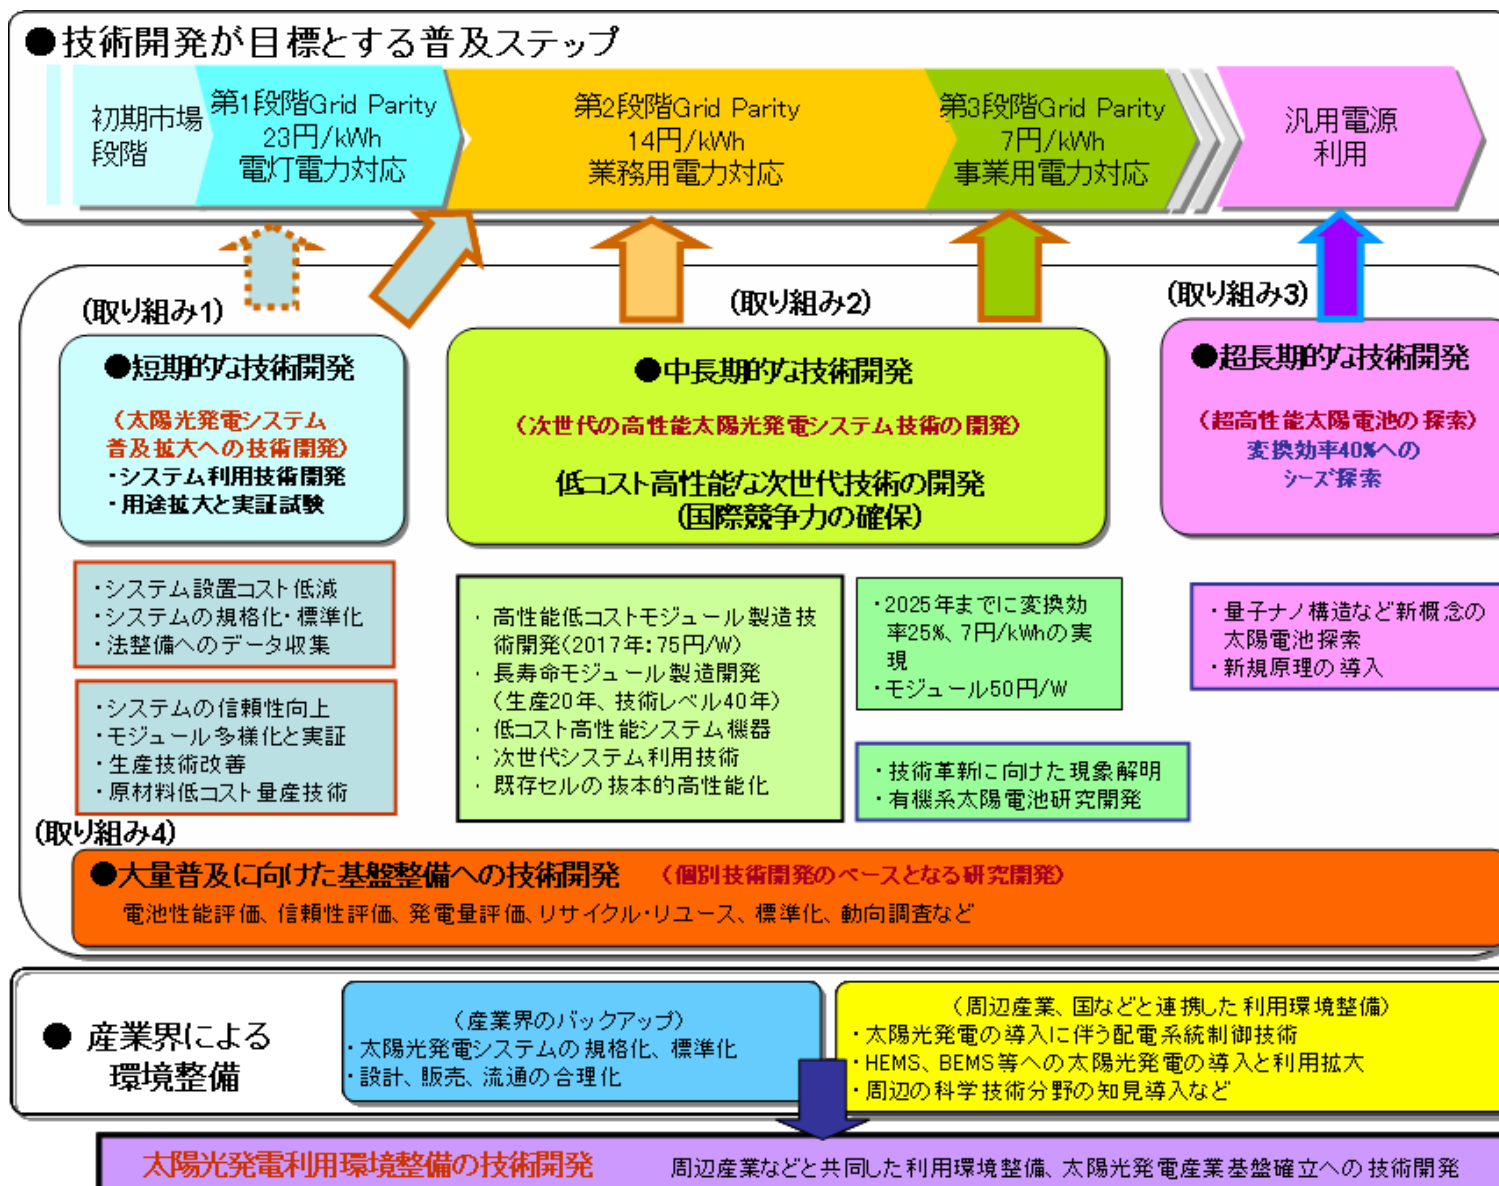 ●技術開発が目標とする普及ステップ
初期市場
段階
第1段階Grid Parity
23円/kWh
電灯電力対応
第2段階Grid Parity
14円/kWh
業務用電力対応
第3段階Grid Parity
7円/kWh
事業用電力対応
汎用電源
利用
(取り組み1)
●短期的な技術開発
(太陽光発電システム
普及拡大への技術開発)
・システム利用技術開発
・用途拡大と実証試験
・システム設置コスト低減
・システムの規格化・標準化
・法整備へのデータ収集
・システムの信頼性向上
・モジュール多様化と実証
・生産技術改善
・原材料低コスト量産技術
(取り組み2)
●中長期的な技術開発
(次世代の高性能太陽光発電システム技術の開発)
低コスト高性能な次世代技術の開発
(国際競争力の確保)
・高性能低コストモジュール製造技
術開発(2017年:75円/W)
・長寿命モジュール製造開発
(生産20年、技術レベル40年)
・低コスト高性能システム機器
・次世代システム利用技術
・既存セルの抜本的高性能化
・2025年までに変換効
率25%、7円/kWhの実
現
・モジュール50円/W
・技術革新に向けた現象解明
・有機系太陽電池研究開発
(取り組み3)
●超長期的な技術開発
(超高性能太陽電池の探索)
変換効率40%への
シーズ探索
・量子ナノ構造など新概念の
太陽電池探索
・新規原理の導入
(取り組み4)
●大量普及に向けた基盤整備への技術開発 (個別技術開発のベースとなる研究開発)
電池性能評価、信頼性評価、発電量評価、リサイクル・リユース、標準化、動向調査など
● 産業界による
環境整備
(産業界のバックアップ)
・太陽光発電システムの規格化、標準化
・設計、販売、流通の合理化
(周辺産業、国などと連携した利用環境整備)
・太陽光発電の導入に伴う配電系統制御技術
・HEMS、BEMS等への太陽光発電の導入と利用拡大
・周辺の科学技術分野の知見導入など
太陽光発電利用環境整備の技術開発 周辺産業などと共同した利用環境整備、太陽光発電産業基盤確立への技術開発